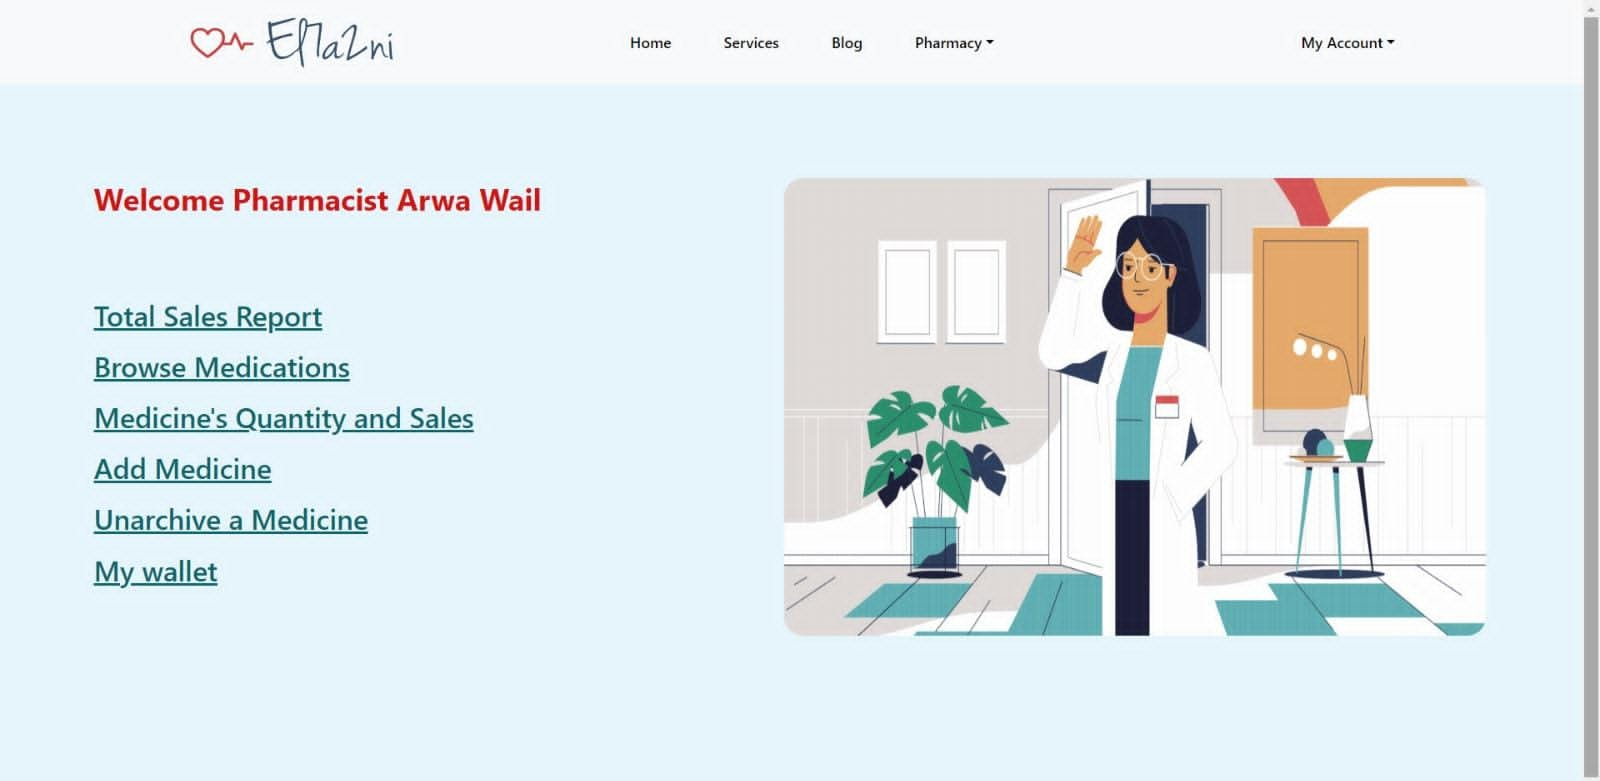 El7a2ni
Home Services Blog Pharmacy My Account
Welcome Pharmacist Arwa Wail
Total Sales Report
Browse Medications
Medicine's Quantity and Sales
Add Medicine
Unarchive a Medicine
My wallet